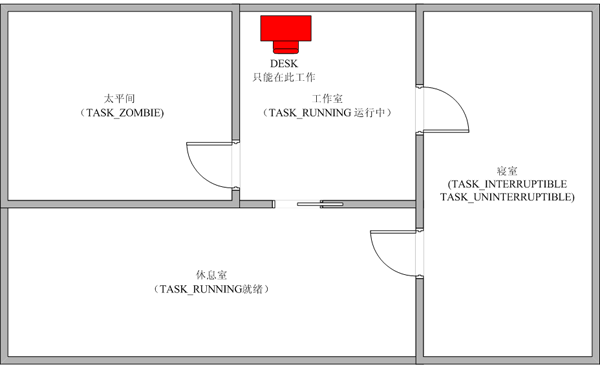 DESK
只能在此工作
太平间
（TASK_ZOMBIE)
工作室
（TASK_RUNNING 运行中）
寝室
(TASK_INTERRUPTIBLE
TASK_UNINTERRUPTIBLE)
休息室
（TASK_RUNNING就绪）